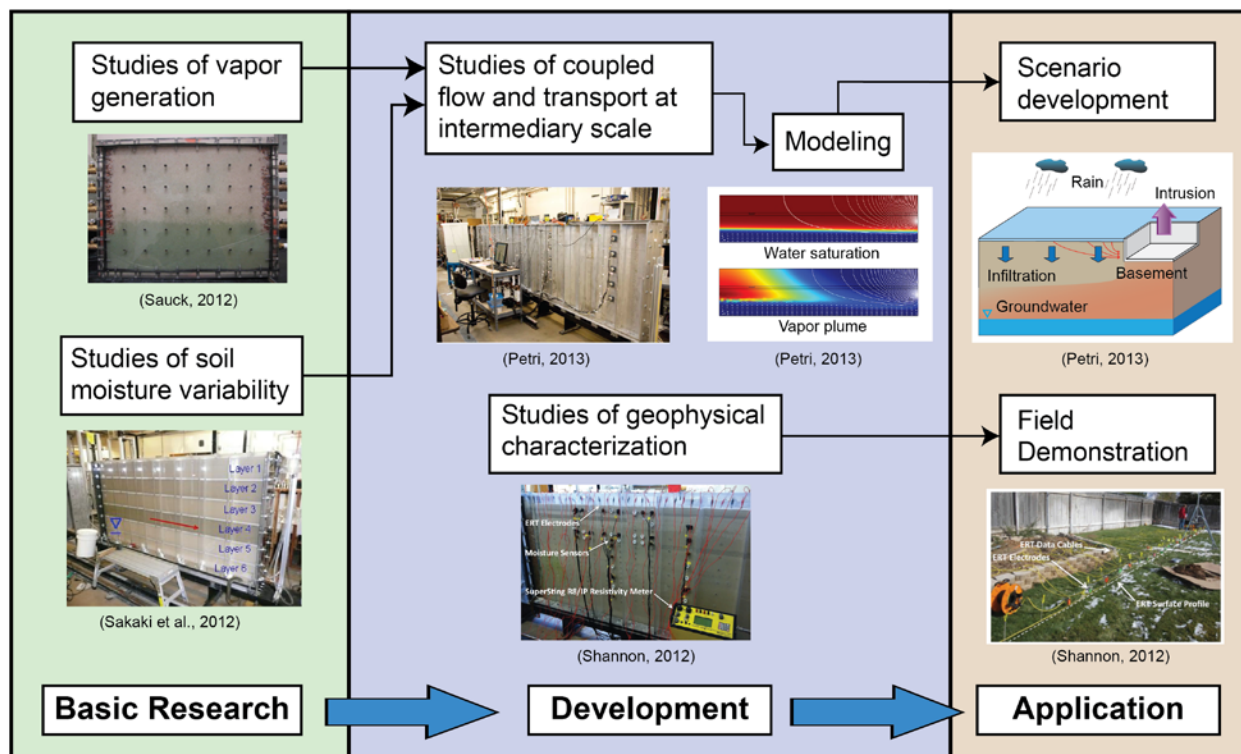 Studies of vapor
generation
(Sauck, 2012)
Studies of soil
moisture variability
Layer 1
Layer 2
Layer 3
Layer 4
Layer 5
Layer 6
(Sakaki et al., 2012)
Basic Research
Studies of coupled
flow and transport at
intermediary scale
Modeling
(Petri, 2013)
Water saturation
Vapor plume
(Petri, 2013)
Studies of geophysical
characterization
ERT Electrodes
Moisture Sensors
SuperSting R8/IP Resistivity Meter
(Shannon, 2012)
Development
Scenario
development
Rain
Intrusion
Infiltration
Basement
Groundwater
(Petri, 2013)
Field
Demonstration
ERT Data Cables
ERT Electrodes
ERT Surface Profile
(Shannon, 2012)
Application